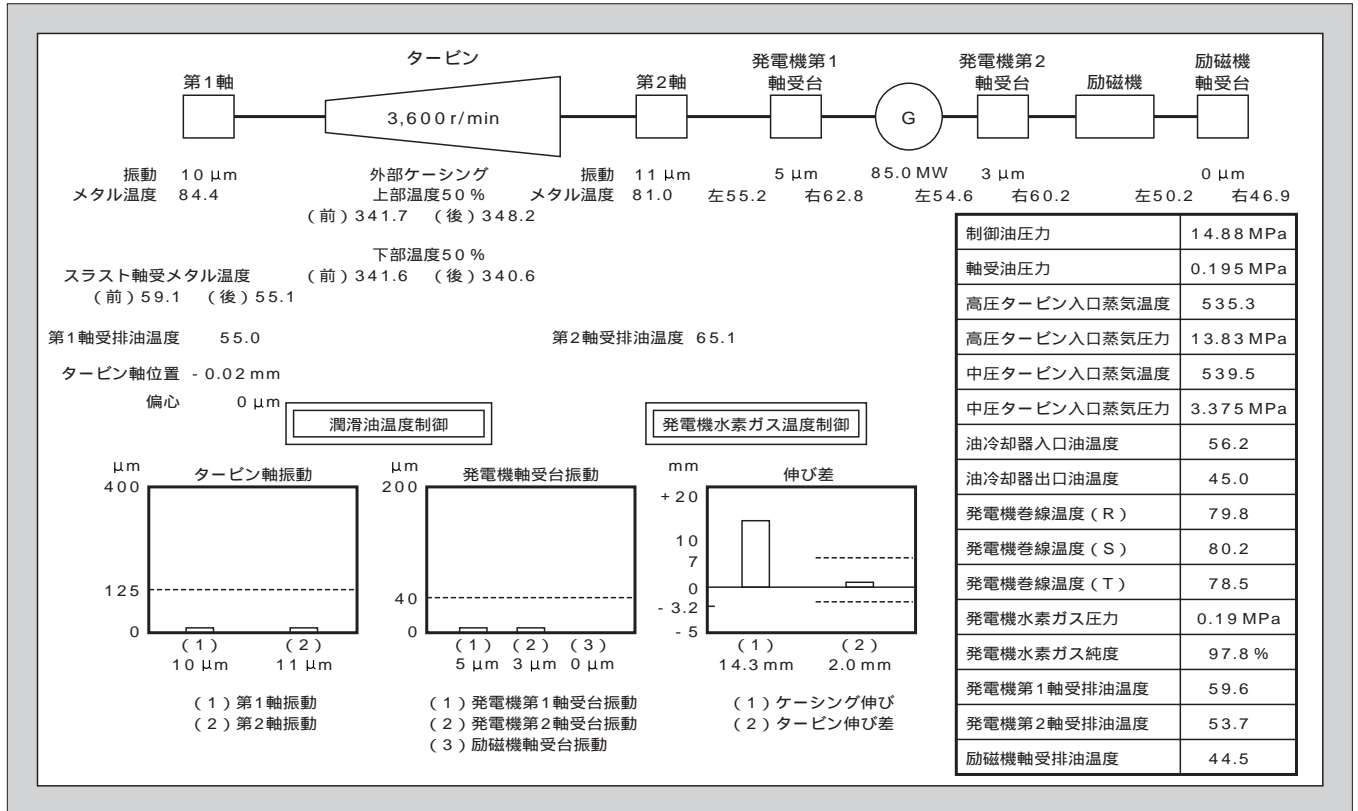 タービン
第1軸
3,600r/min
第2軸
発電機第1
軸受台
G
発電機第2
軸受台
励磁機
励磁機
軸受台
振動 10 μm
メタル温度 84.4
外部ケーシング
上部温度50 %
(前)341.7 (後)348.2
下部温度50 %
(前)341.6 (後)340.6
振動 11 μm 5 μm 85.0 MW 3 μm 0 μm
メタル温度 81.0 左55.2 右62.8 左54.6 右60.2 左50.2 右46.9
スラスト軸受メタル温度
(前)59.1 (後)55.1
第1軸受排油温度 55.0
第2軸受排油温度 65.1
タービン軸位置 - 0.02 mm
偏心 0 μm
潤滑油温度制御
発電機水素ガス温度制御
μm
タービン軸振動
400
125
0
(1) (2)
10 μm 11 μm
(1)第1軸振動
(2)第2軸振動
μm
発電機軸受台振動
200
40
0
(1) (2) (3)
5 μm 3 μm 0 μm
(1)発電機第1軸受台振動
(2)発電機第2軸受台振動
(3)励磁機軸受台振動
mm
伸び差
+ 20
10
7
0
- 3.2
- 5
(1) (2)
14.3 mm 2.0 mm
(1)ケーシング伸び
(2)タービン伸び差
制御油圧力 14.88 MPa
軸受油圧力 0.195 MPa
高圧タービン入口蒸気温度 535.3
高圧タービン入口蒸気圧力 13.83 MPa
中圧タービン入口蒸気温度 539.5
中圧タービン入口蒸気圧力 3.375 MPa
油冷却器入口油温度 56.2
油冷却器出口油温度 45.0
発電機巻線温度(R) 79.8
発電機巻線温度(S) 80.2
発電機巻線温度(T) 78.5
発電機水素ガス圧力 0.19 MPa
発電機水素ガス純度 97.8 %
発電機第1軸受排油温度 59.6
発電機第2軸受排油温度 53.7
励磁機軸受排油温度 44.5